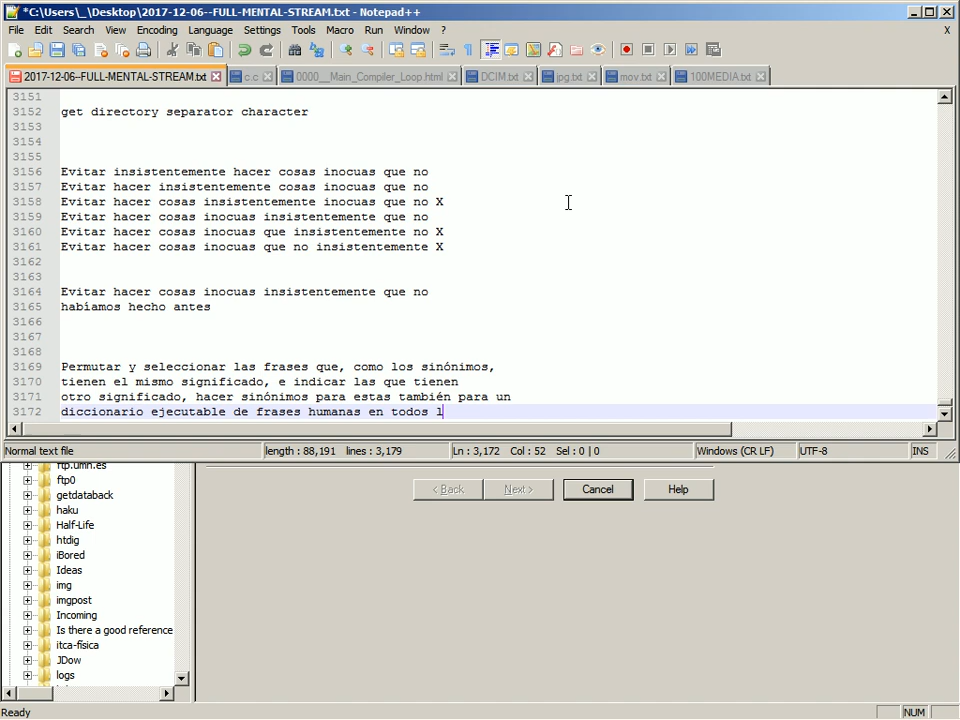 *C:\Users\_\Desktop\2017-12-06--FULL-MENTAL-STREAM.txt - Notepad++
File Edit Search View Encoding Language Settings Tools Macro Run Window ? X
2017-12-06--FULL-MENTAL-STREAM.txt c.c 0000__Main_Compiler_Loop.html DCIM.txt jpg.txt mov.txt 100MEDIA.txt
3151
3152 get directory separator character
3153
3154
3155
3156 Evitar insistentemente hacer cosas inocuas que no
3157 Evitar hacer insistentemente cosas inocuas que no
3158 Evitar hacer cosas insistentemente inocuas que no X
3159 Evitar hacer cosas inocuas insistentemente que no
3160 Evitar hacer cosas inocuas que insistentemente no X
3161 Evitar hacer cosas inocuas que no insistentemente X
3162
3163
3164 Evitar hacer cosas inocuas insistentemente que no
3165 habíamos hecho antes
3166
3167
3168
3169 Permutar y seleccionar las frases que, como los sinónimos,
3170 tienen el mismo significado, e indicar las que tienen
3171 otro significado, hacer sinónimos para estas también para un
3172 diccionario ejecutable de frases humanas en todos l
Normal text file length : 88,191 lines : 3,179 Ln : 3,172 Col : 52 Sel : 0 | 0 Windows (CR LF) UTF-8 INS
ftp.umn.es
ftp0
getdataback
haku
Half-Life
htdig
iBored
Ideas
img
imgpost
Incoming
Is there a good reference
itca-física
JDow
logs
< Back Next > Cancel Help
Ready NUM